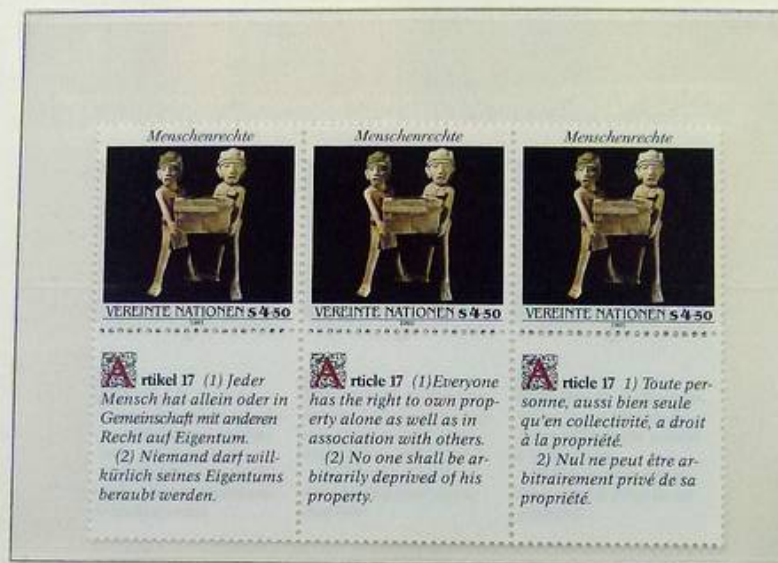 Menschenrechte
VEREINTE NATIONEN S 4·50
Artikel 17 (1) Jeder
Mensch hat allein oder in
Gemeinschaft mit anderen
Recht auf Eigentum.
(2) Niemand darf will-
kürlich seines Eigentums
beraubt werden.
Menschenrechte
VEREINTE NATIONEN S 4·50
Article 17 (1) Everyone
has the right to own prop-
erty alone as well as in
association with others.
(2) No one shall be ar-
bitrarily deprived of his
property.
Menschenrechte
VEREINTE NATIONEN S 4·50
Article 17 1) Toute per-
sonne, aussi bien seule
qu'en collectivité, a droit
à la propriété.
2) Nul ne peut être ar-
bitrairement privé de sa
propriété.